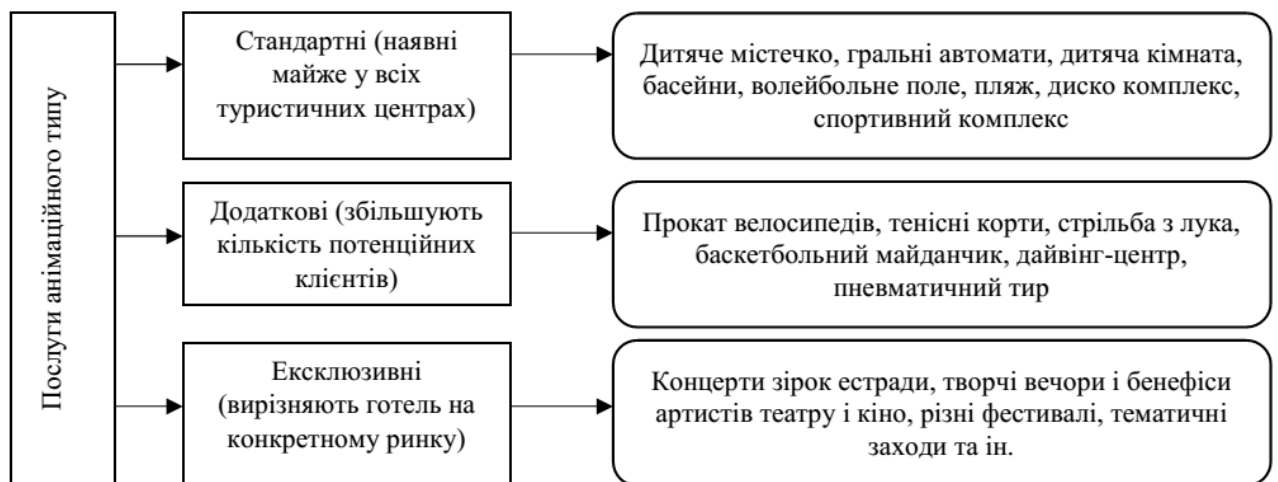 Послуги анімаційного типу
Стандартні (наявні
майже у всіх
туристичних центрах)
Дитяче містечко, гральні автомати, дитяча кімната,
басейни, волейбольне поле, пляж, диско комплекс,
спортивний комплекс
Додаткові (збільшують
кількість потенційних
клієнтів)
Прокат велосипедів, тенісні корти, стрільба з лука,
баскетбольний майданчик, дайвінг-центр,
пневматичний тир
Ексклюзивні
(вирізняють готель на
конкретному ринку)
Концерти зірок естради, творчі вечори і бенефіси
артистів театру і кіно, різні фестивалі, тематичні
заходи та ін.